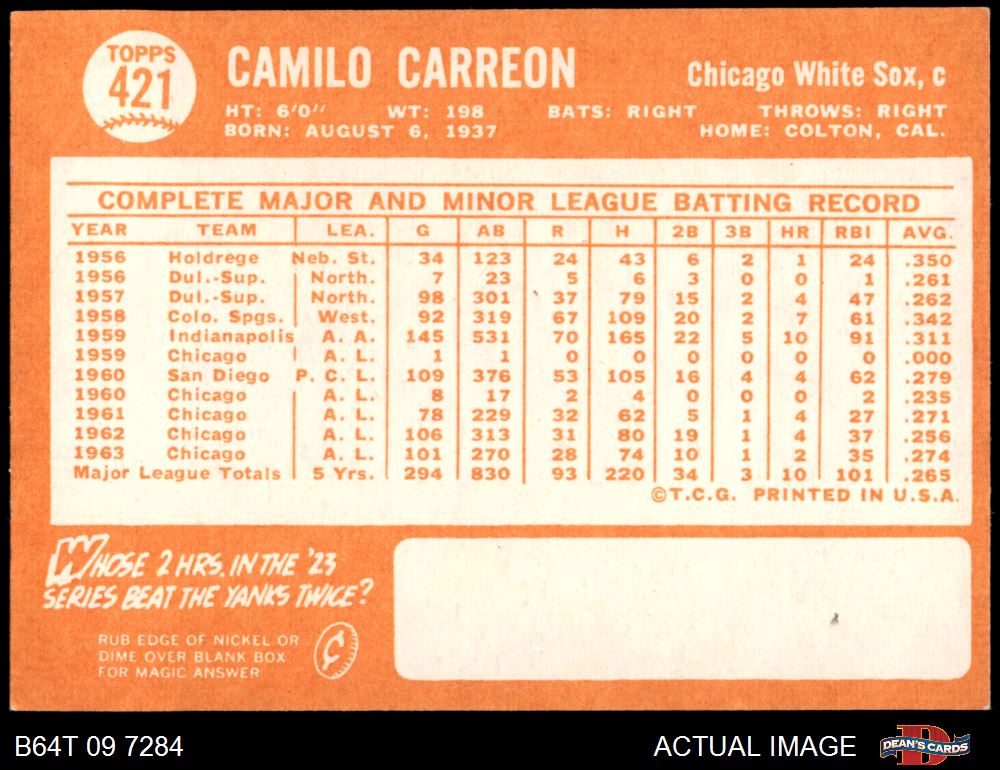 TOPPS
421
CAMILO CARREON
Chicago White Sox, c
HT: 6'0" WT: 198 BATS: RIGHT THROWS: RIGHT
BORN: AUGUST 6, 1937 HOME: COLTON, CAL.
COMPLETE MAJOR AND MINOR LEAGUE BATTING RECORD
YEAR TEAM LEA. G AB R H 2B 3B HR RBI AVG.
1956 Holdrege Neb. St. 34 123 24 43 6 2 1 24 .350
1956 Dul.-Sup. North. 7 23 5 6 3 0 0 1 .261
1957 Dul.-Sup. North. 98 301 37 79 15 2 4 47 .262
1958 Colo. Spgs. West. 92 319 67 109 20 2 7 61 .342
1959 Indianapolis A. A. 145 531 70 165 22 5 10 91 .311
1959 Chicago A. L. 1 1 0 0 0 0 0 0 .000
1960 San Diego P. C. L. 109 376 53 105 16 4 4 62 .279
1960 Chicago A. L. 8 17 2 4 0 0 0 2 .235
1961 Chicago A. L. 78 229 32 62 5 1 4 27 .271
1962 Chicago A. L. 106 313 31 80 19 1 4 37 .256
1963 Chicago A. L. 101 270 28 74 10 1 2 35 .274
Major League Totals 5 Yrs. 294 830 93 220 34 3 10 101 .265
©T.C.G. PRINTED IN U.S.A.
WHOSE 2 HRS. IN THE '23
SERIES BEAT THE YANKS TWICE?
RUB EDGE OF NICKEL OR
DIME OVER BLANK BOX
FOR MAGIC ANSWER
¢
B64T 09 7284
ACTUAL IMAGE
D
DEAN'S CARDS